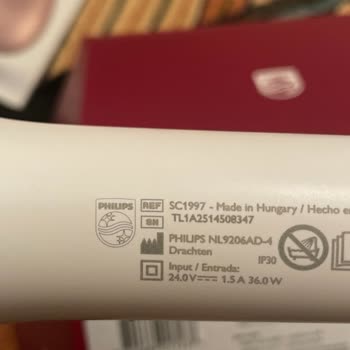 PHILIPS
REF SC1997 - Made in Hungary / Hecho e
SN TL1A2514508347
PHILIPS NL9206AD-4
Drachten
IP30
Input / Entrada:
24.0V 1.5 A 36.0 W